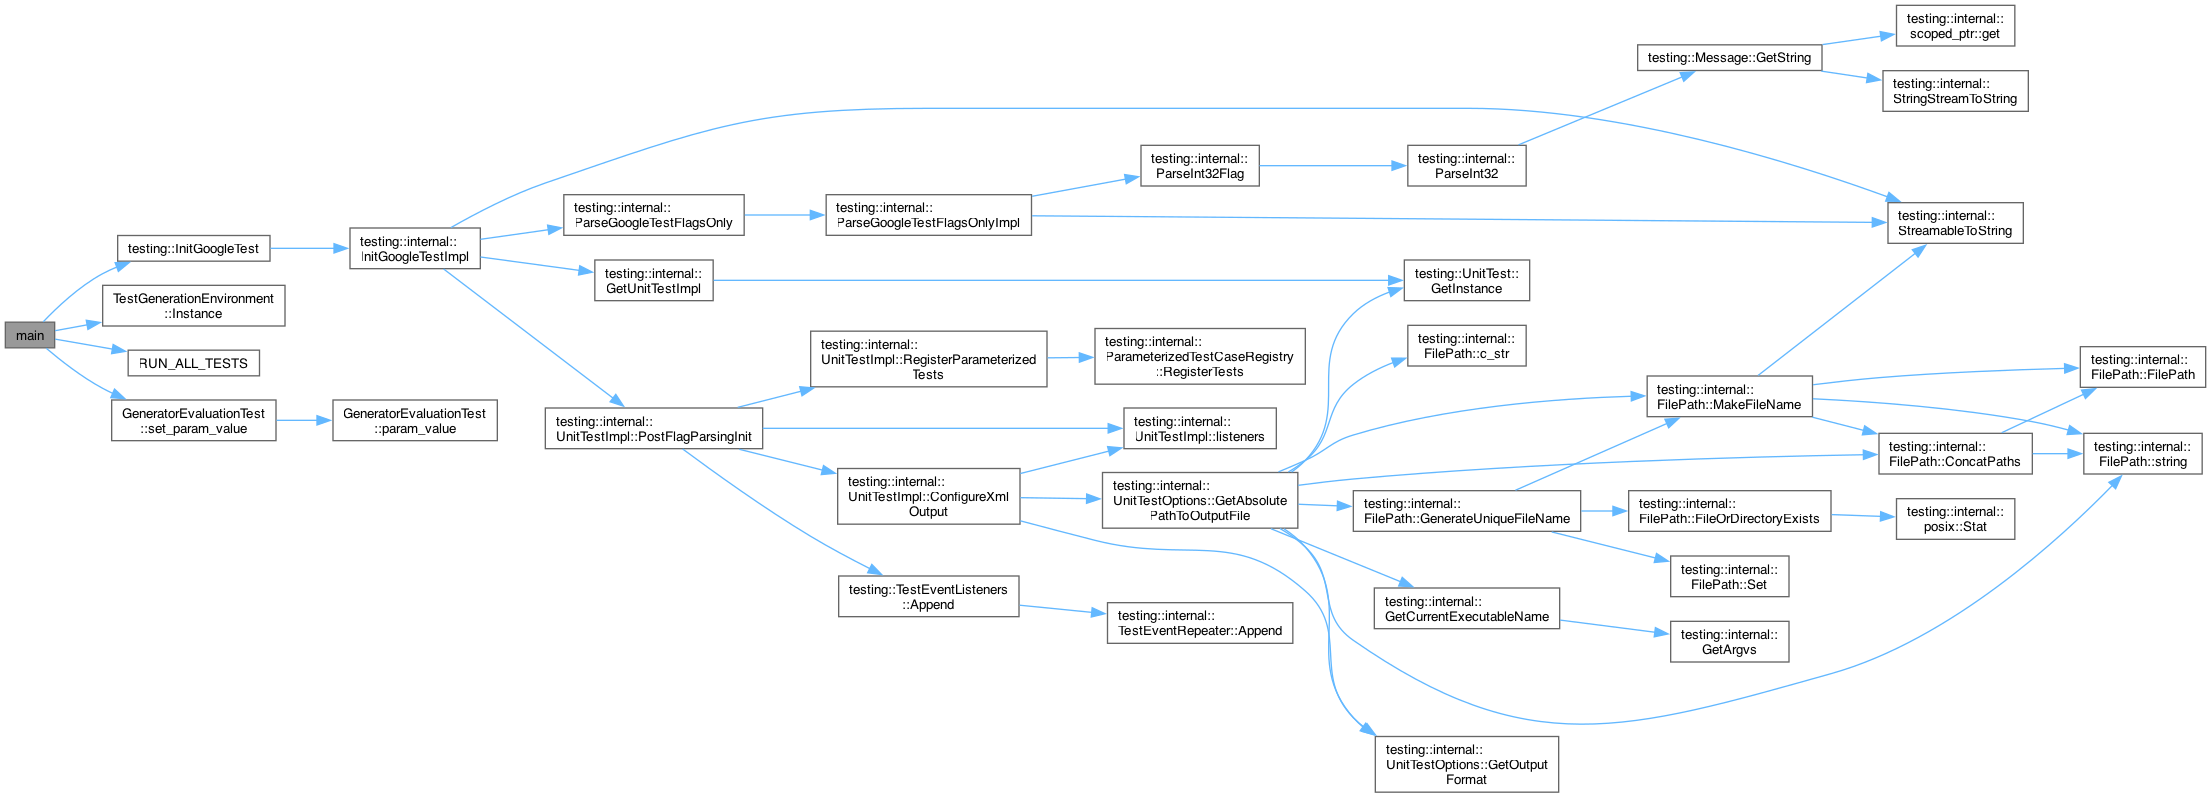 main
testing::InitGoogleTest
TestGenerationEnvironment
::Instance
RUN_ALL_TESTS
GeneratorEvaluationTest
::set_param_value
testing::internal::
InitGoogleTestImpl
GeneratorEvaluationTest
::param_value
testing::internal::
ParseGoogleTestFlagsOnly
testing::internal::
GetUnitTestImpl
testing::internal::
UnitTestImpl::PostFlagParsingInit
testing::internal::
ParseGoogleTestFlagsOnlyImpl
testing::internal::
UnitTestImpl::RegisterParameterized
Tests
testing::internal::
UnitTestImpl::ConfigureXml
Output
testing::TestEventListeners
::Append
testing::internal::
ParseInt32Flag
testing::internal::
ParameterizedTestCaseRegistry
::RegisterTests
testing::internal::
UnitTestImpl::listeners
testing::internal::
UnitTestOptions::GetAbsolute
PathToOutputFile
testing::internal::
TestEventRepeater::Append
testing::internal::
ParseInt32
testing::UnitTest::
GetInstance
testing::internal::
FilePath::c_str
testing::internal::
FilePath::GenerateUniqueFileName
testing::internal::
GetCurrentExecutableName
testing::internal::
UnitTestOptions::GetOutput
Format
testing::Message::GetString
testing::internal::
FilePath::MakeFileName
testing::internal::
FilePath::FileOrDirectoryExists
testing::internal::
FilePath::Set
testing::internal::
GetArgvs
testing::internal::
scoped_ptr::get
testing::internal::
StringStreamToString
testing::internal::
StreamableToString
testing::internal::
FilePath::ConcatPaths
testing::internal::
posix::Stat
testing::internal::
FilePath::FilePath
testing::internal::
FilePath::string